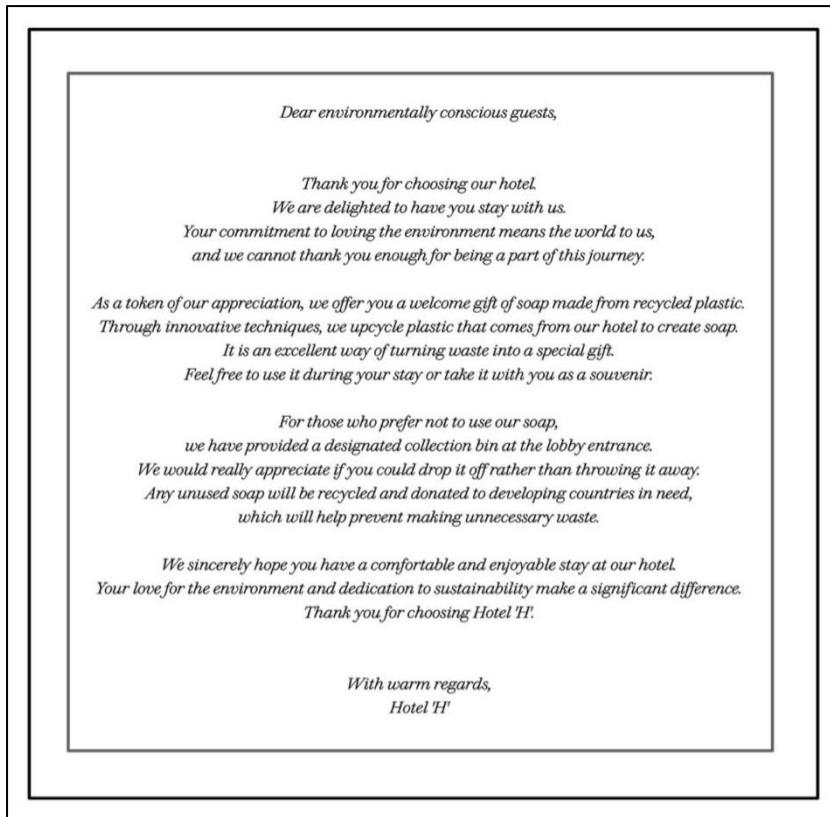 Dear environmentally conscious guests,
Thank you for choosing our hotel.
We are delighted to have you stay with us.
Your commitment to loving the environment means the world to us,
and we cannot thank you enough for being a part of this journey.
As a token of our appreciation, we offer you a welcome gift of soap made from recycled plastic.
Through innovative techniques, we upcycle plastic that comes from our hotel to create soap.
It is an excellent way of turning waste into a special gift.
Feel free to use it during your stay or take it with you as a souvenir.
For those who prefer not to use our soap,
we have provided a designated collection bin at the lobby entrance.
We would really appreciate if you could drop it off rather than throwing it away.
Any unused soap will be recycled and donated to developing countries in need,
which will help prevent making unnecessary waste.
We sincerely hope you have a comfortable and enjoyable stay at our hotel.
Your love for the environment and dedication to sustainability make a significant difference.
Thank you for choosing Hotel 'H'.
With warm regards,
Hotel 'H'